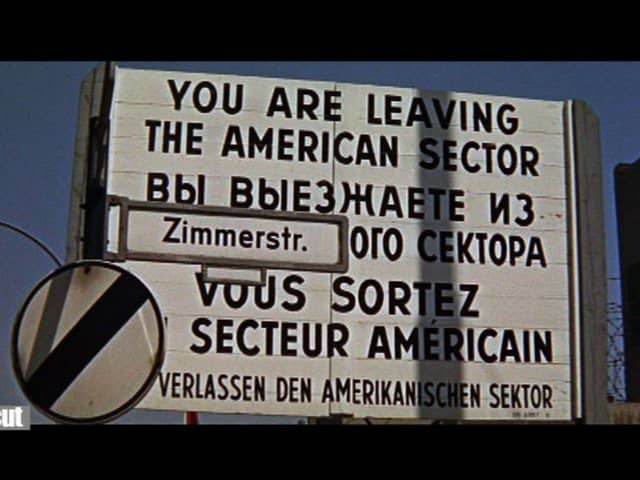 YOU ARE LEAVING
THE AMERICAN SECTOR
ВЫ ВЫЕЗЖАЕТЕ ИЗ
Zimmerstr.
ОГО СЕКТОРА
VOUS SORTEZ
SECTEUR AMÉRICAIN
VERLASSEN DEN AMERIKANISCHEN SEKTOR
cut